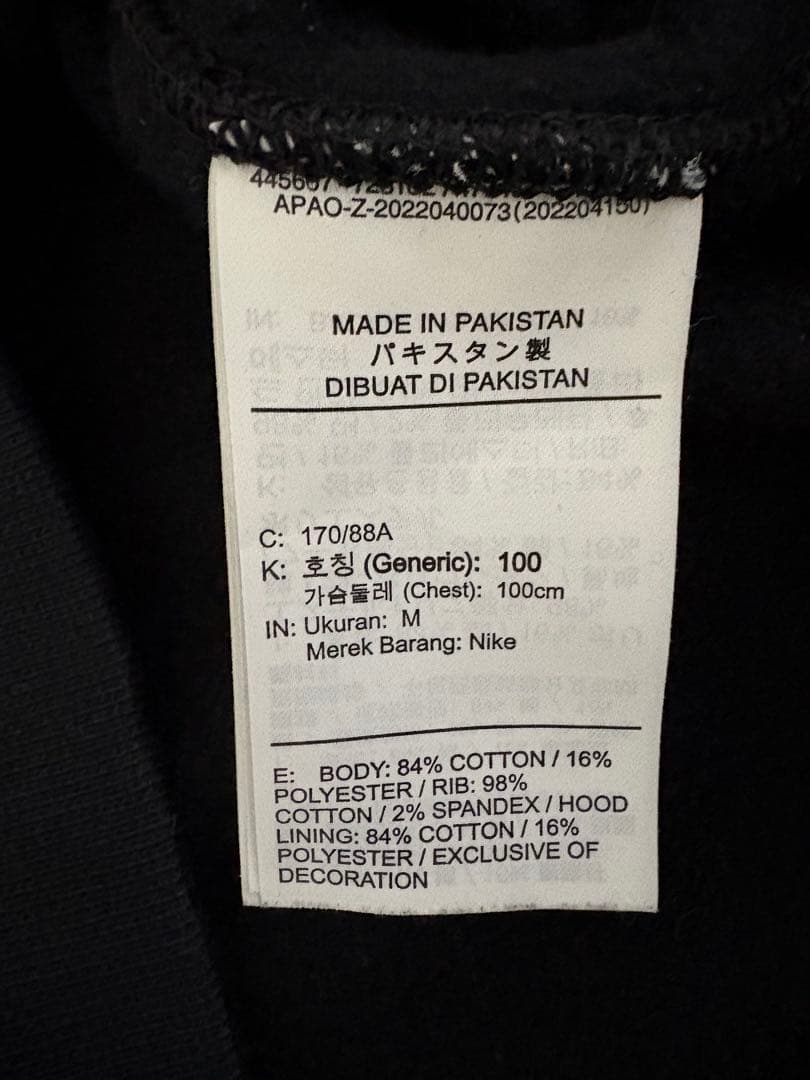 APAO-Z-2022040073(202204150)
MADE IN PAKISTAN
パキスタン製
DIBUAT DI PAKISTAN
C: 170/88A
K: 호칭 (Generic): 100
가슴둘레 (Chest): 100cm
IN: Ukuran: M
Merek Barang: Nike
E: BODY: 84% COTTON / 16%
POLYESTER / RIB: 98%
COTTON / 2% SPANDEX / HOOD
LINING: 84% COTTON / 16%
POLYESTER / EXCLUSIVE OF
DECORATION